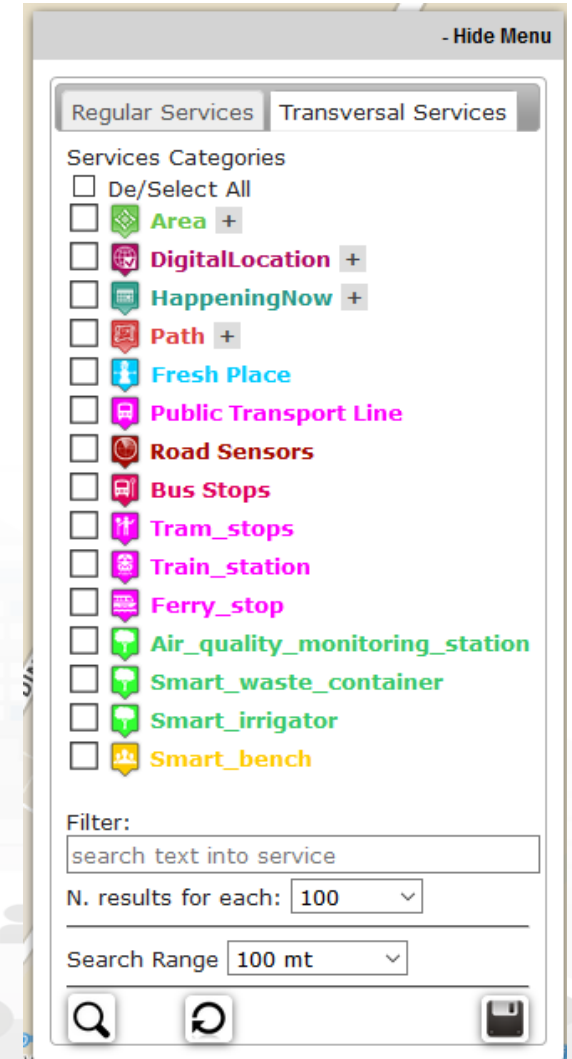 - Hide Menu
Regular Services Transversal Services
Services Categories
De/Select All
Area +
DigitalLocation +
HappeningNow +
Path +
Fresh Place
Public Transport Line
Road Sensors
Bus Stops
Tram_stops
Train_station
Ferry_stop
Air_quality_monitoring_station
Smart_waste_container
Smart_irrigator
Smart_bench
Filter:
search text into service
N. results for each: 100
Search Range 100 mt